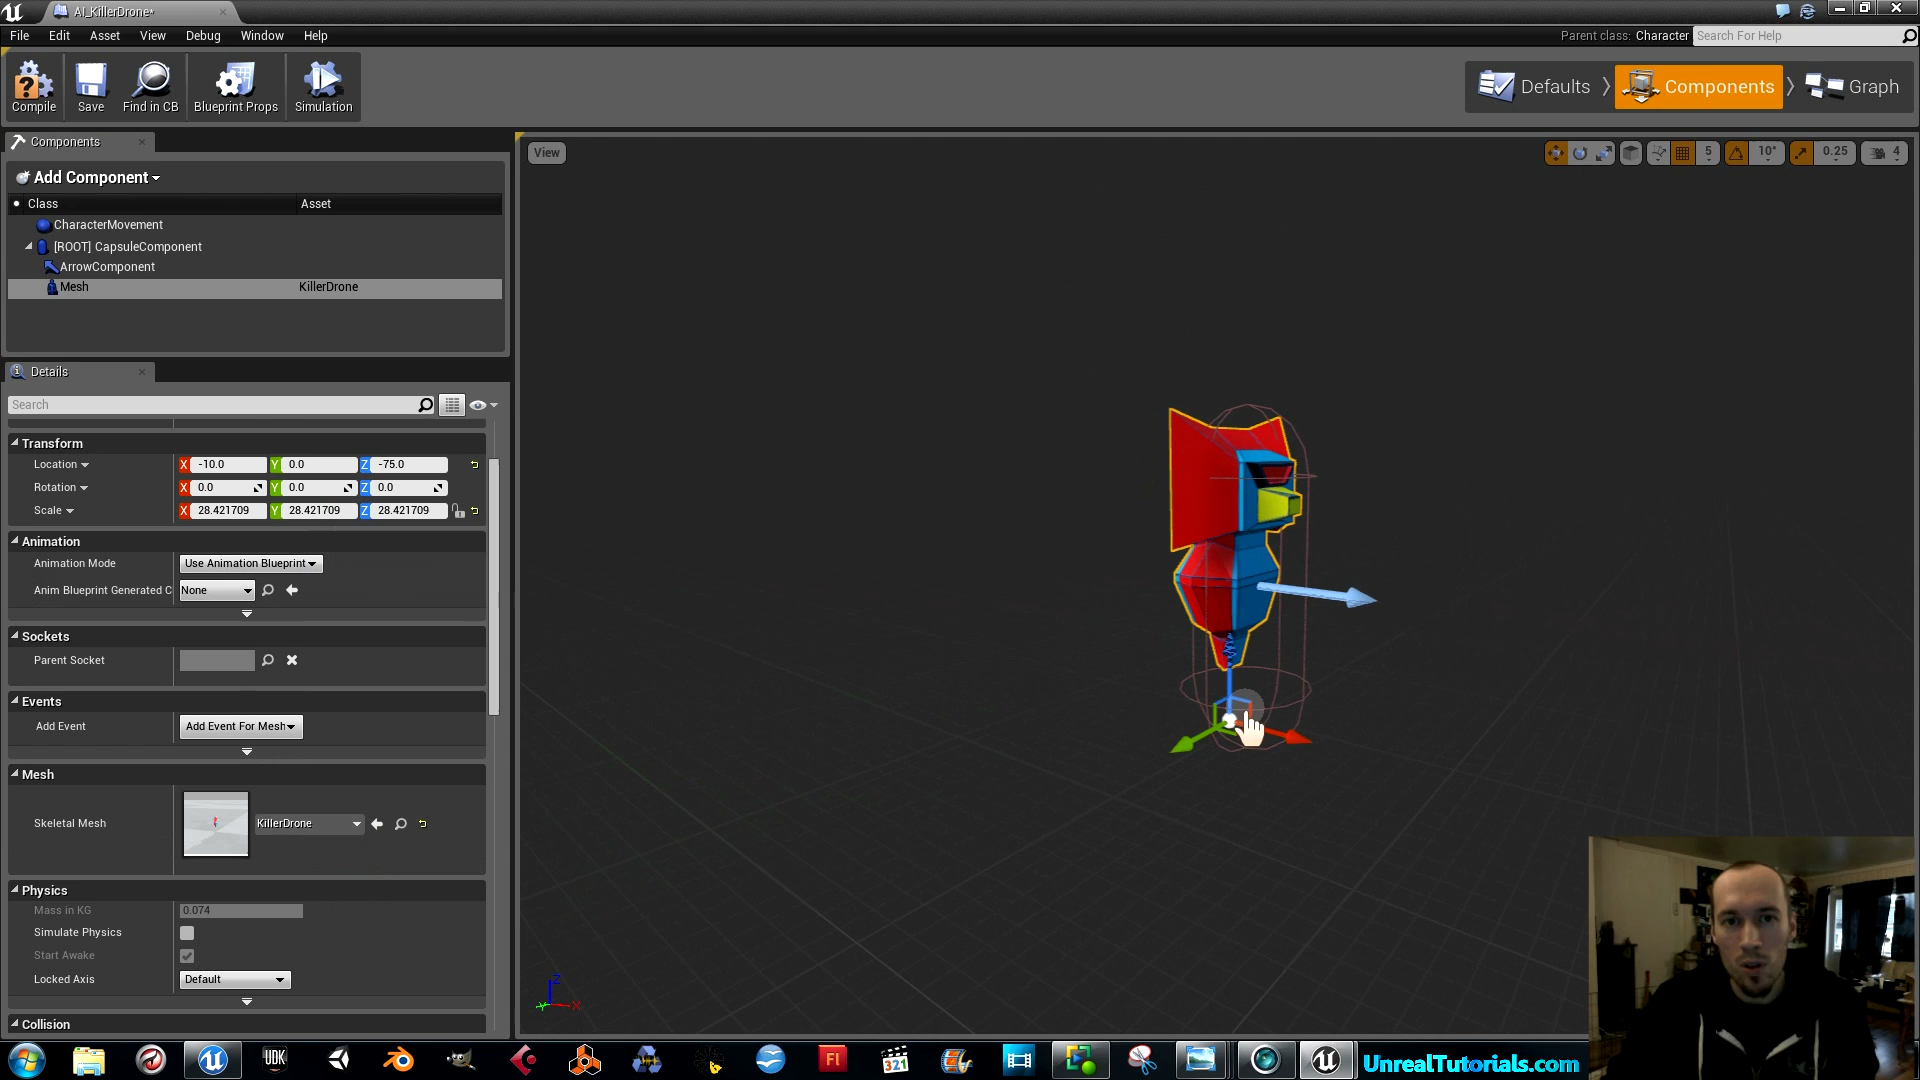 AI_KillerDrone*
File Edit Asset View Debug Window Help
Parent class: Character
Search For Help
Compile Save Find in CB Blueprint Props Simulation
Defaults Components Graph
Components
Add Component
Class Asset
CharacterMovement
[ROOT] CapsuleComponent
ArrowComponent
Mesh KillerDrone
View
5 10° 0.25 4
Details
Search
Transform
Location X -10.0 Y 0.0 Z -75.0
Rotation X 0.0 Y 0.0 Z 0.0
Scale X 28.421709 Y 28.421709 Z 28.421709
Animation
Animation Mode Use Animation Blueprint
Anim Blueprint Generated C None
Sockets
Parent Socket
Events
Add Event Add Event For Mesh
Mesh
Skeletal Mesh KillerDrone
Physics
Mass in KG 0.074
Simulate Physics
Start Awake
Locked Axis Default
Collision
Z
Y X
UDK
Fl
321
UnrealTutorials.com